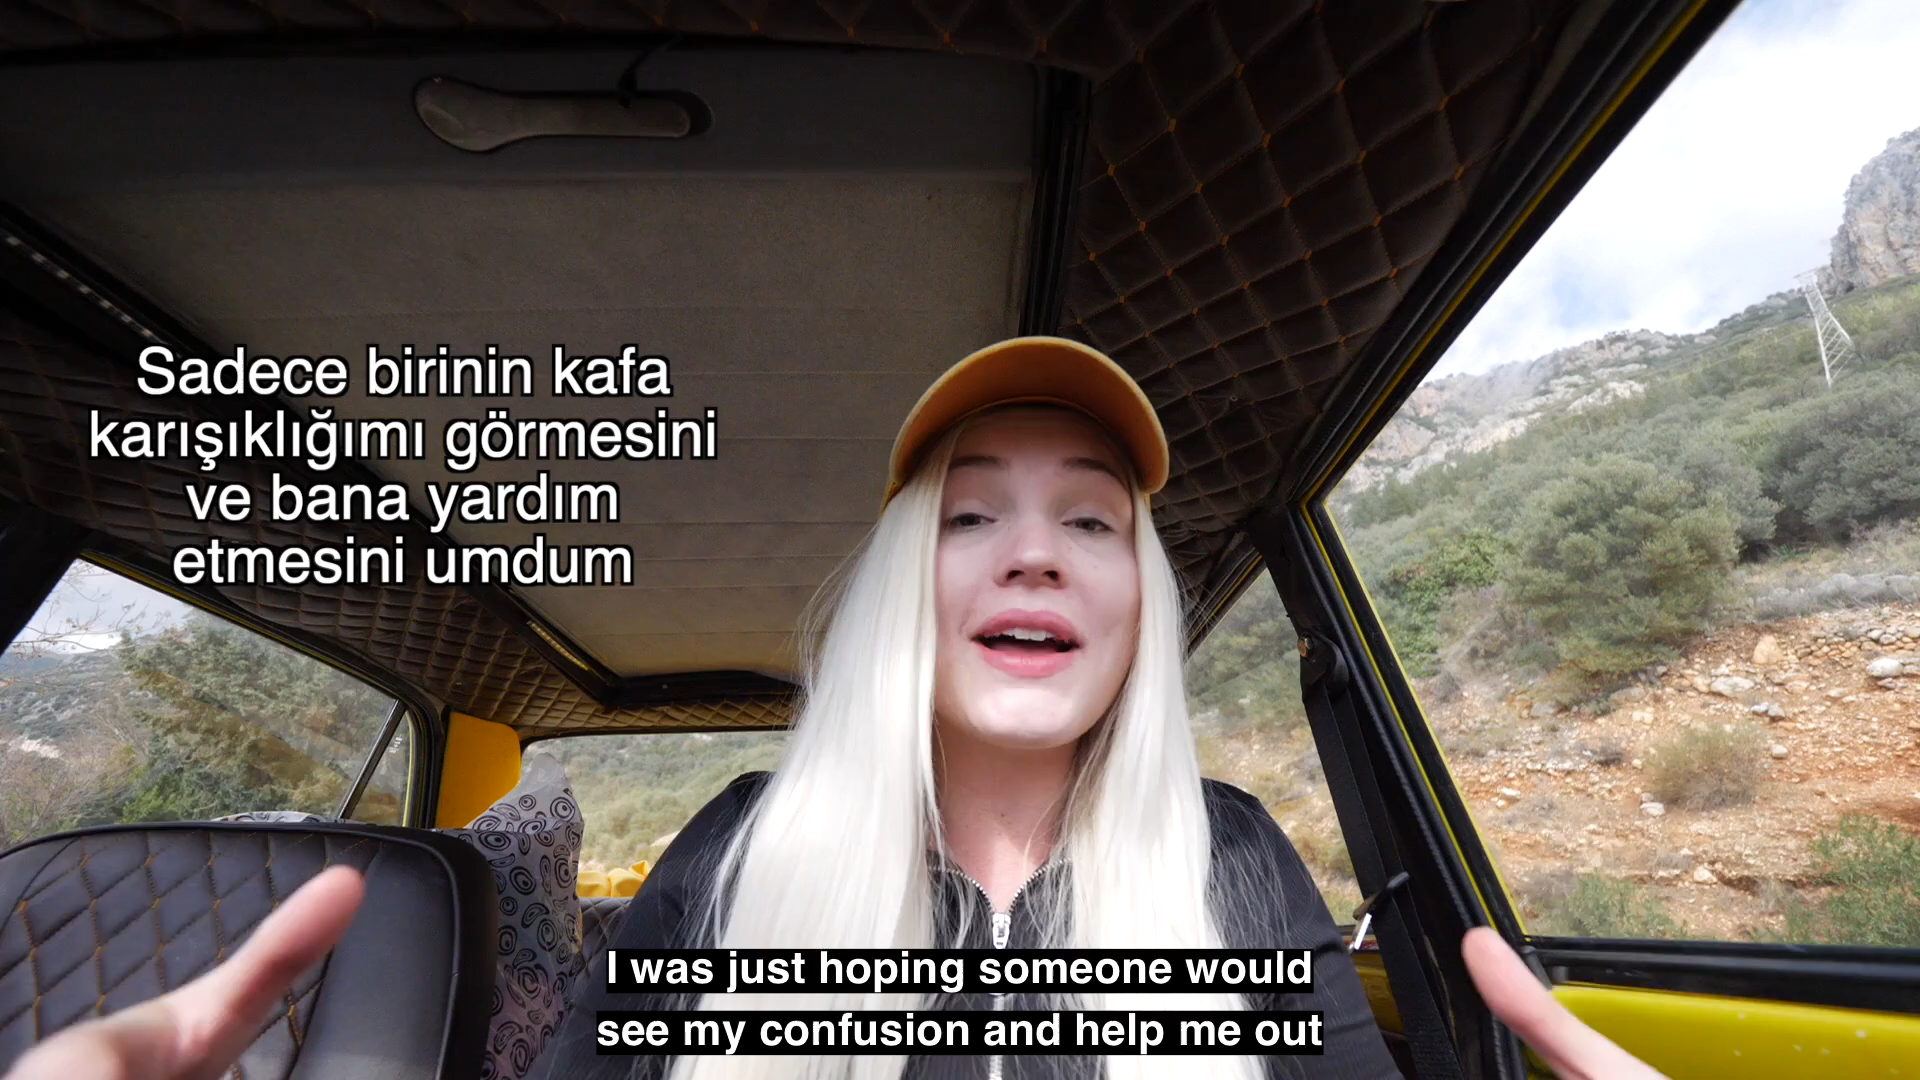 Sadece birinin kafa
karışıklığımı görmesini
ve bana yardım
etmesini umdum
I was just hoping someone would
see my confusion and help me out